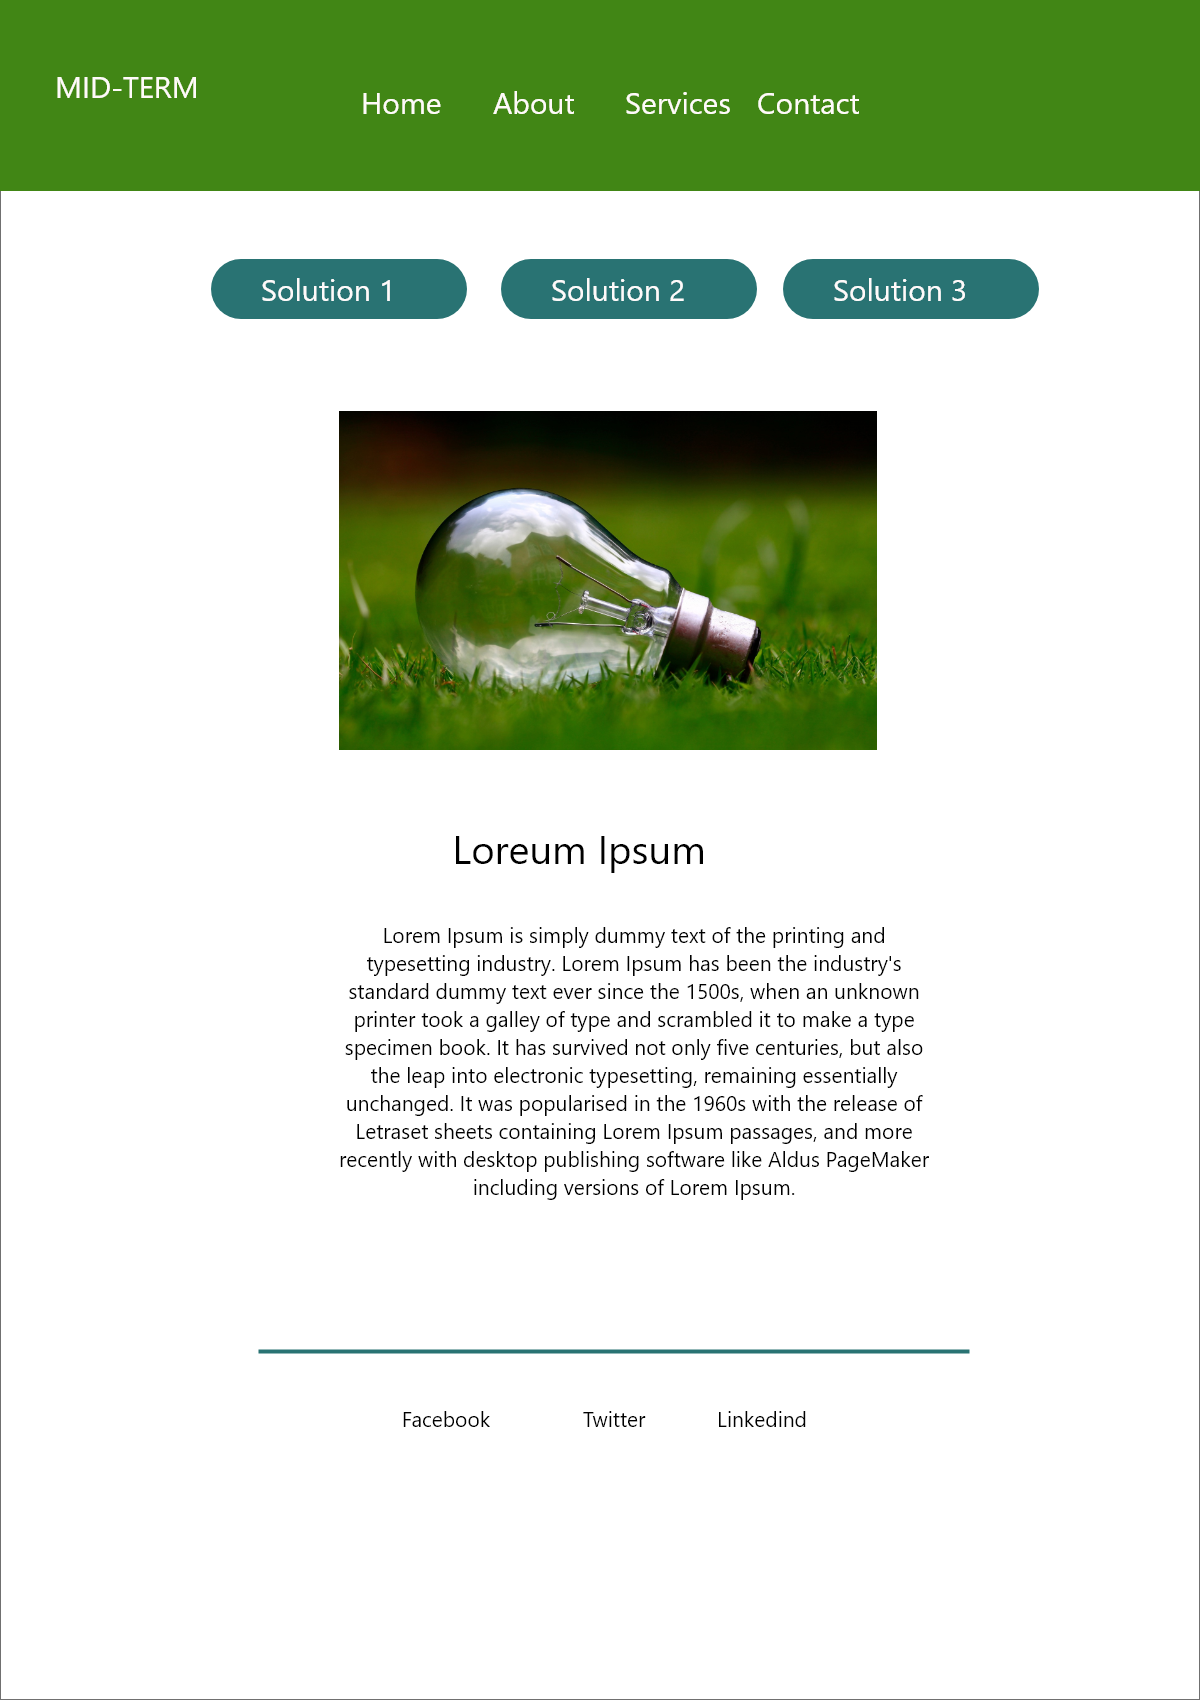 MID-TERM
Home About Services Contact
Solution 1 Solution 2 Solution 3
Loreum Ipsum
Lorem Ipsum is simply dummy text of the printing and
typesetting industry. Lorem Ipsum has been the industry's
standard dummy text ever since the 1500s, when an unknown
printer took a galley of type and scrambled it to make a type
specimen book. It has survived not only five centuries, but also
the leap into electronic typesetting, remaining essentially
unchanged. It was popularised in the 1960s with the release of
Letraset sheets containing Lorem Ipsum passages, and more
recently with desktop publishing software like Aldus PageMaker
including versions of Lorem Ipsum.
Facebook Twitter Linkedind